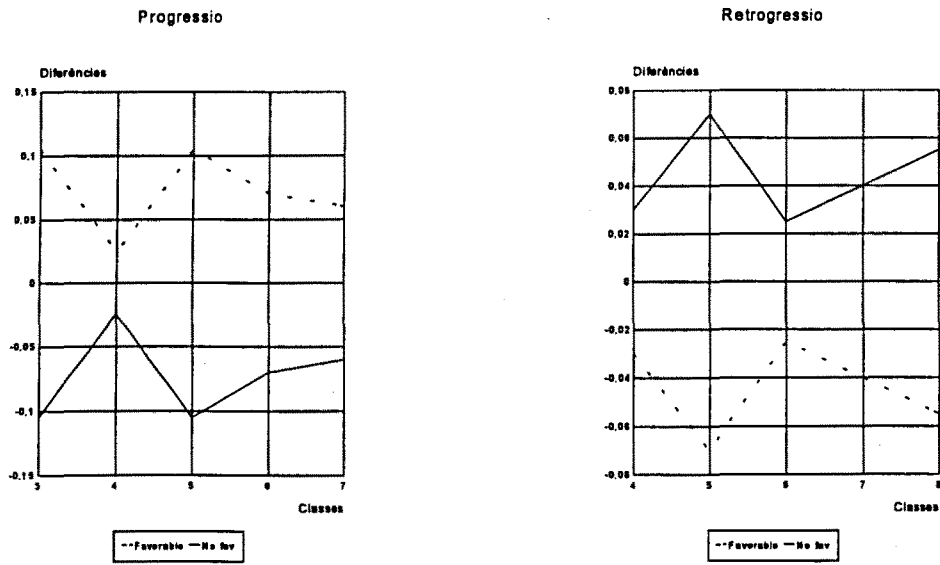 Progressio
Diferències
0,15
0,1
0,05
0
-0,05
-0,1
-0,15
3 4 5 6 7
Classes
Favorable No fav
Retrogressio
Diferències
0,08
0,06
0,04
0,02
0
-0,02
-0,04
-0,06
-0,08
4 5 6 7 8
Classes
Favorable No fav